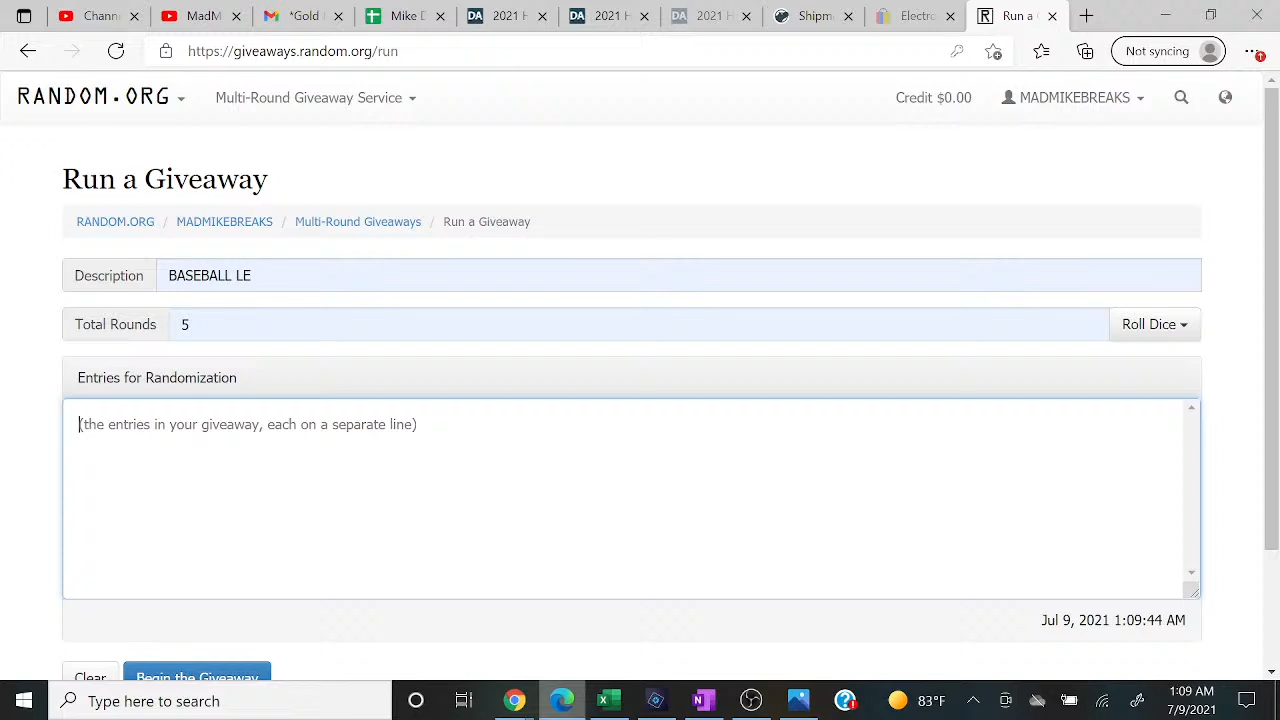 Chann
MadM
*Gold
Mike D
DA 2021 H
DA 2021 H
DA 2021 H
Shipm
Electro
Run a
https://giveaways.random.org/run
Not syncing
RANDOM.ORG
Multi-Round Giveaway Service
Credit $0.00
MADMIKEBREAKS
Run a Giveaway
RANDOM.ORG / MADMIKEBREAKS / Multi-Round Giveaways / Run a Giveaway
Description BASEBALL LE
Total Rounds 5 Roll Dice
Entries for Randomization
(the entries in your giveaway, each on a separate line)
Jul 9, 2021 1:09:44 AM
Clear Begin the Giveaway
Type here to search
83°F
1:09 AM
7/9/2021